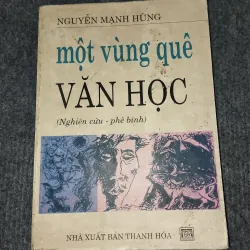 NGUYỄN MẠNH HÙNG
một vùng quê
VĂN HỌC
(Nghiên cứu - phê bình)
NHÀ XUẤT BẢN THANH HÓA